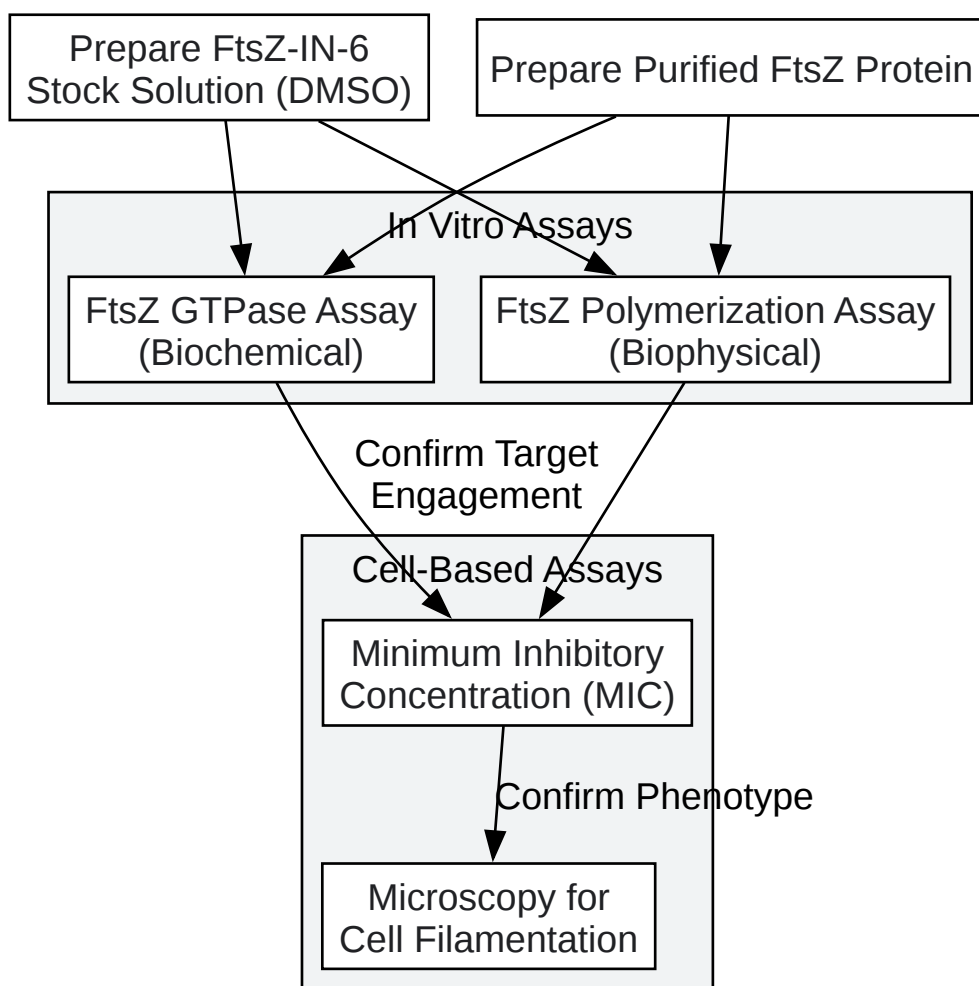 Prepare FtsZ-IN-6
Stock Solution (DMSO)
Prepare Purified FtsZ Protein
In Vitro Assays
FtsZ GTPase Assay
(Biochemical)
FtsZ Polymerization Assay
(Biophysical)
Confirm Target
Engagement
Cell-Based Assays
Minimum Inhibitory
Concentration (MIC)
Confirm Phenotype
Microscopy for
Cell Filamentation